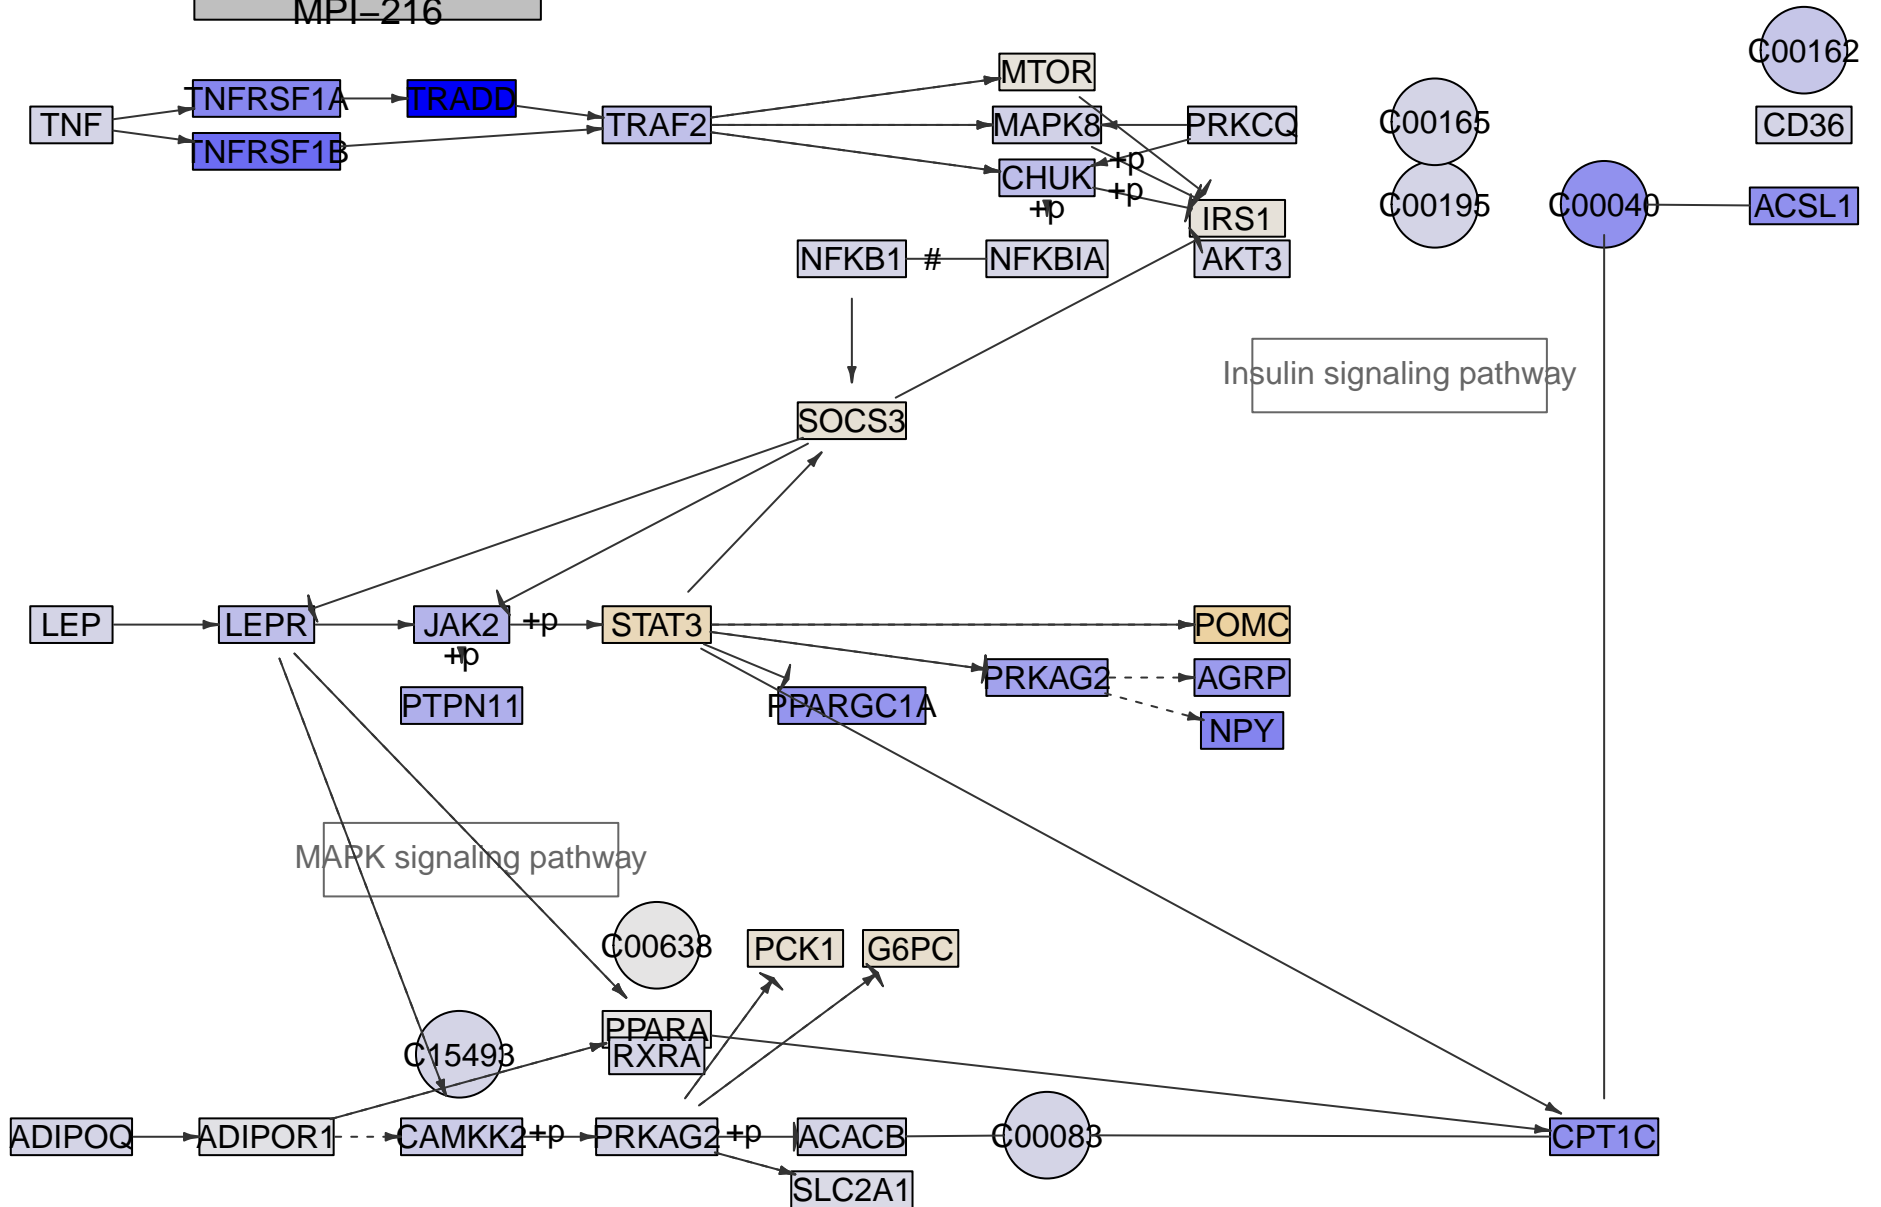 MPI−216
C00162
MTOR
TNFRSF1A
TRADD
TNF
TRAF2
MAPK8
PRKCQ
C00165
CD36
TNFRSF1B
+p
CHUK
+p
+p
IRS1
C00195
C00040
ACSL1
NFKB1
#
NFKBIA
AKT3
Insulin signaling pathway
SOCS3
LEP
LEPR
JAK2
+p
STAT3
POMC
+p
PRKAG2
AGRP
PTPN11
PPARGC1A
NPY
MAPK signaling pathway
C00638
PCK1
G6PC
PPARA
C15493
RXRA
ADIPOQ
ADIPOR1
CAMKK2
+p
PRKAG2
+p
ACACB
C00083
CPT1C
SLC2A1